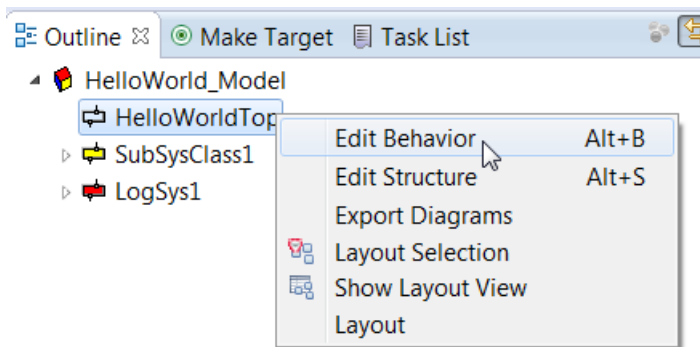 Outline Make Target Task List
HelloWorld_Model
HelloWorldTop
Edit Behavior Alt+B
SubSysClass1
Edit Structure Alt+S
LogSys1
Export Diagrams
Layout Selection
Show Layout View
Layout